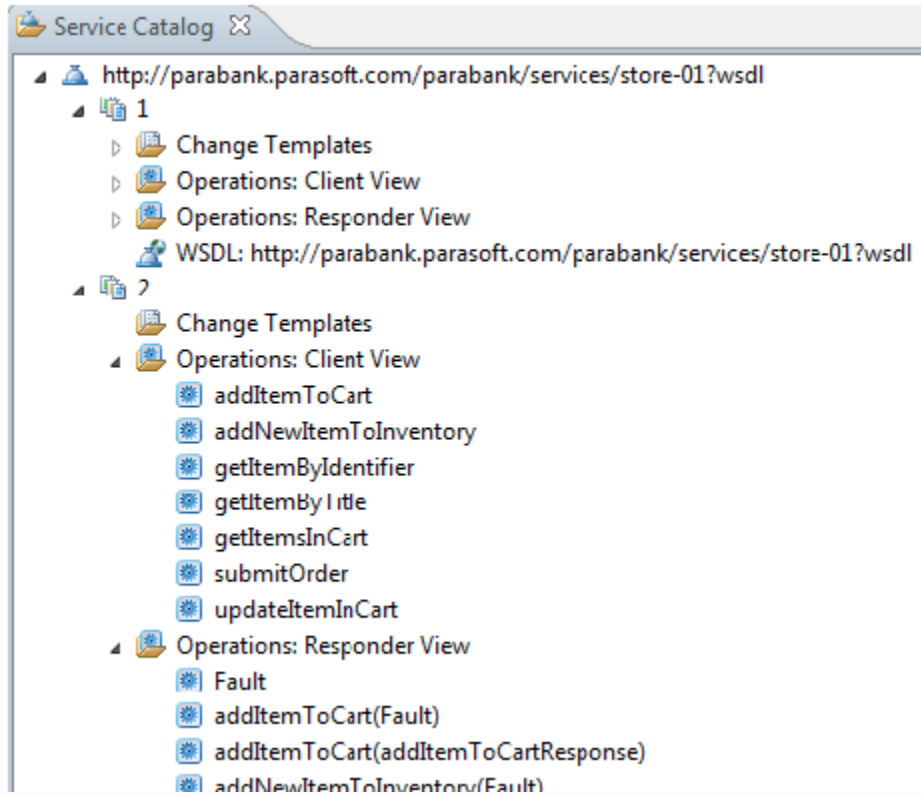 Service Catalog
http://parabank.parasoft.com/parabank/services/store-01?wsdl
1
Change Templates
Operations: Client View
Operations: Responder View
WSDL: http://parabank.parasoft.com/parabank/services/store-01?wsdl
2
Change Templates
Operations: Client View
addItemToCart
addNewItemToInventory
getItemByIdentifier
getItemByTitle
getItemsInCart
submitOrder
updateItemInCart
Operations: Responder View
Fault
addItemToCart(Fault)
addItemToCart(addItemToCartResponse)
addNewItemToInventory(Fault)